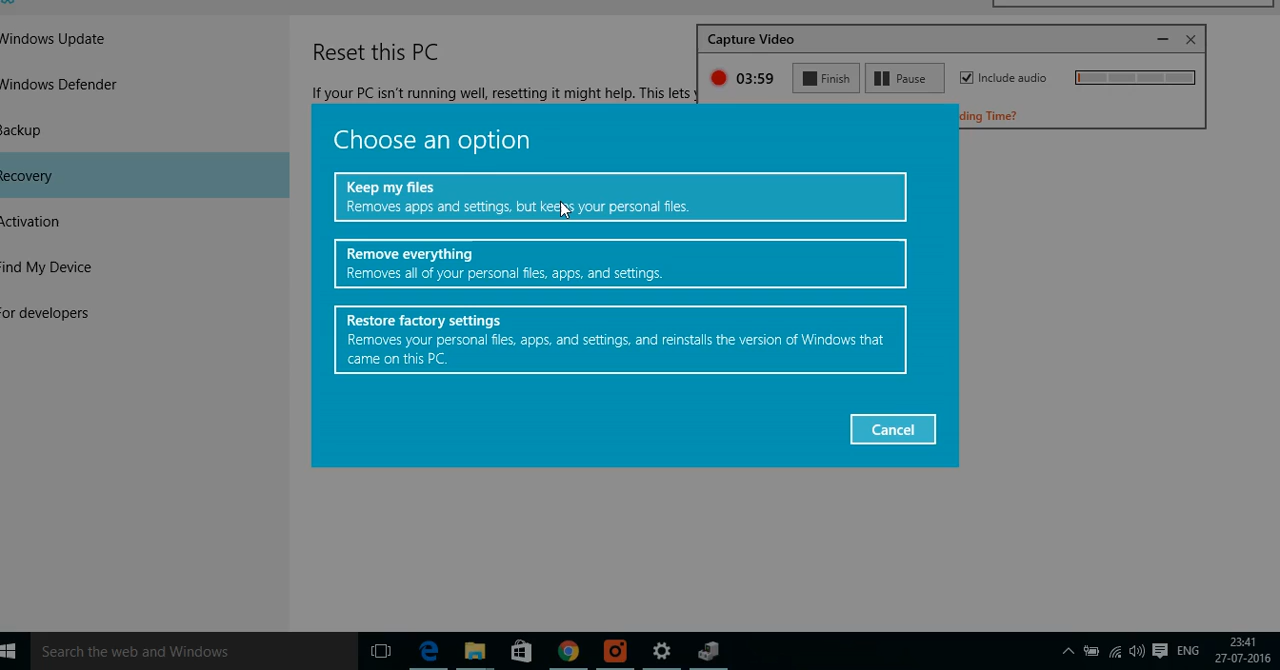 Windows Update
Windows Defender
Backup
Recovery
Activation
Find My Device
For developers
Reset this PC
If your PC isn't running well, resetting it might help. This lets
Capture Video
03:59
Finish
Pause
Include audio
ding Time?
Choose an option
Keep my files
Removes apps and settings, but keeps your personal files.
Remove everything
Removes all of your personal files, apps, and settings.
Restore factory settings
Removes your personal files, apps, and settings, and reinstalls the version of Windows that
came on this PC.
Cancel
Search the web and Windows
ENG
23:41
27-07-2016